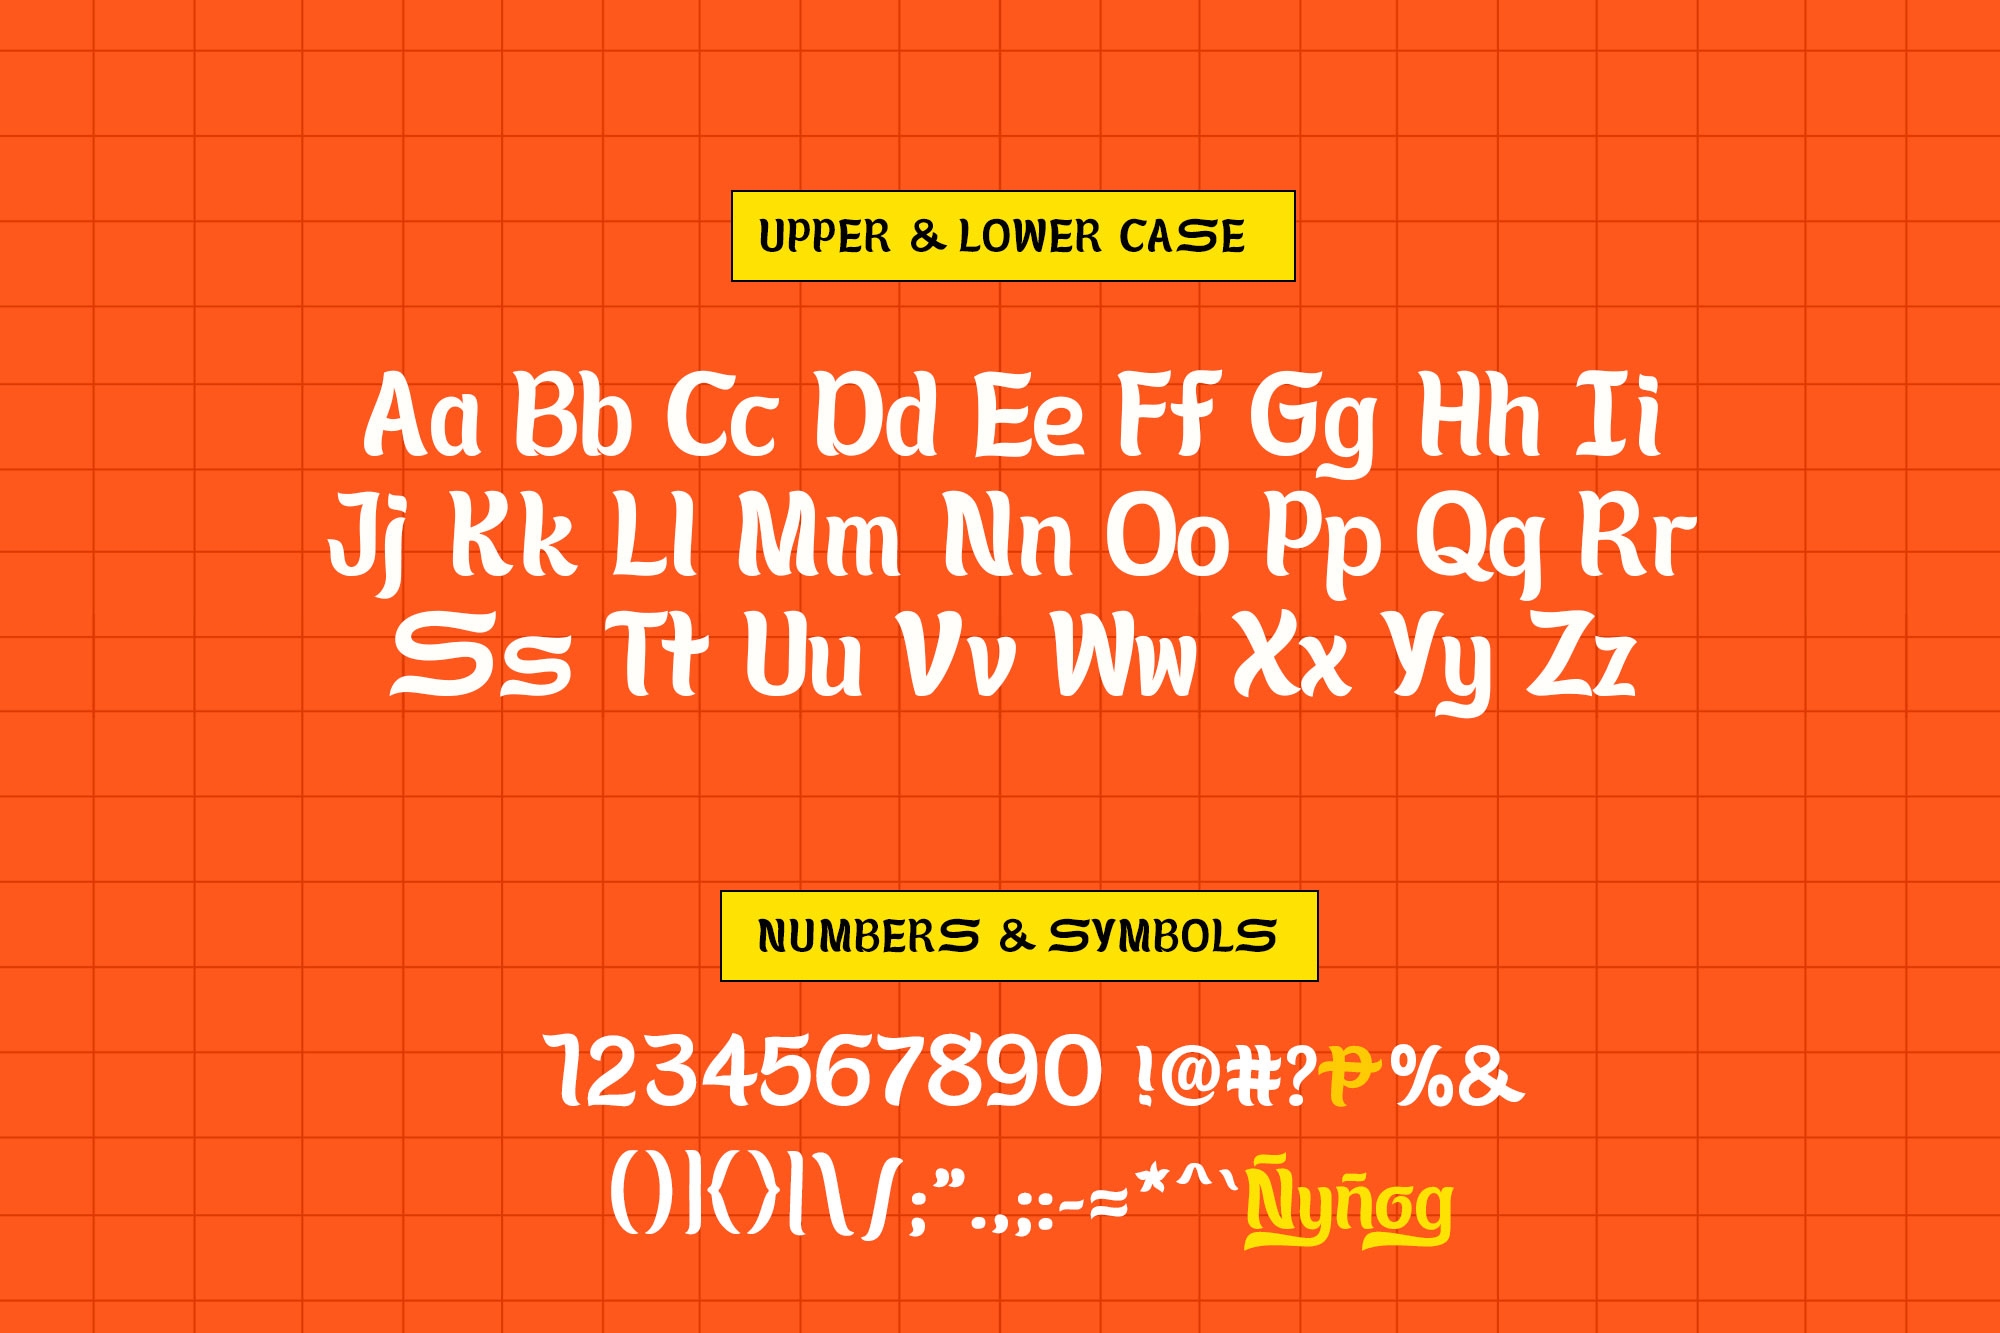 UPPER & LOWER CASE
Aa Bb Cc Dd Ee Ff Gg Hh Ii
Jj Kk Ll Mm Nn Oo Pp Qq Rr
Ss Tt Uu Vv Ww Xx Yy Zz
NUMBERS & SYMBOLS
1234567890 !@#?₱%&
()]{}[\/;”.,;:-≈*^`Ñyñog